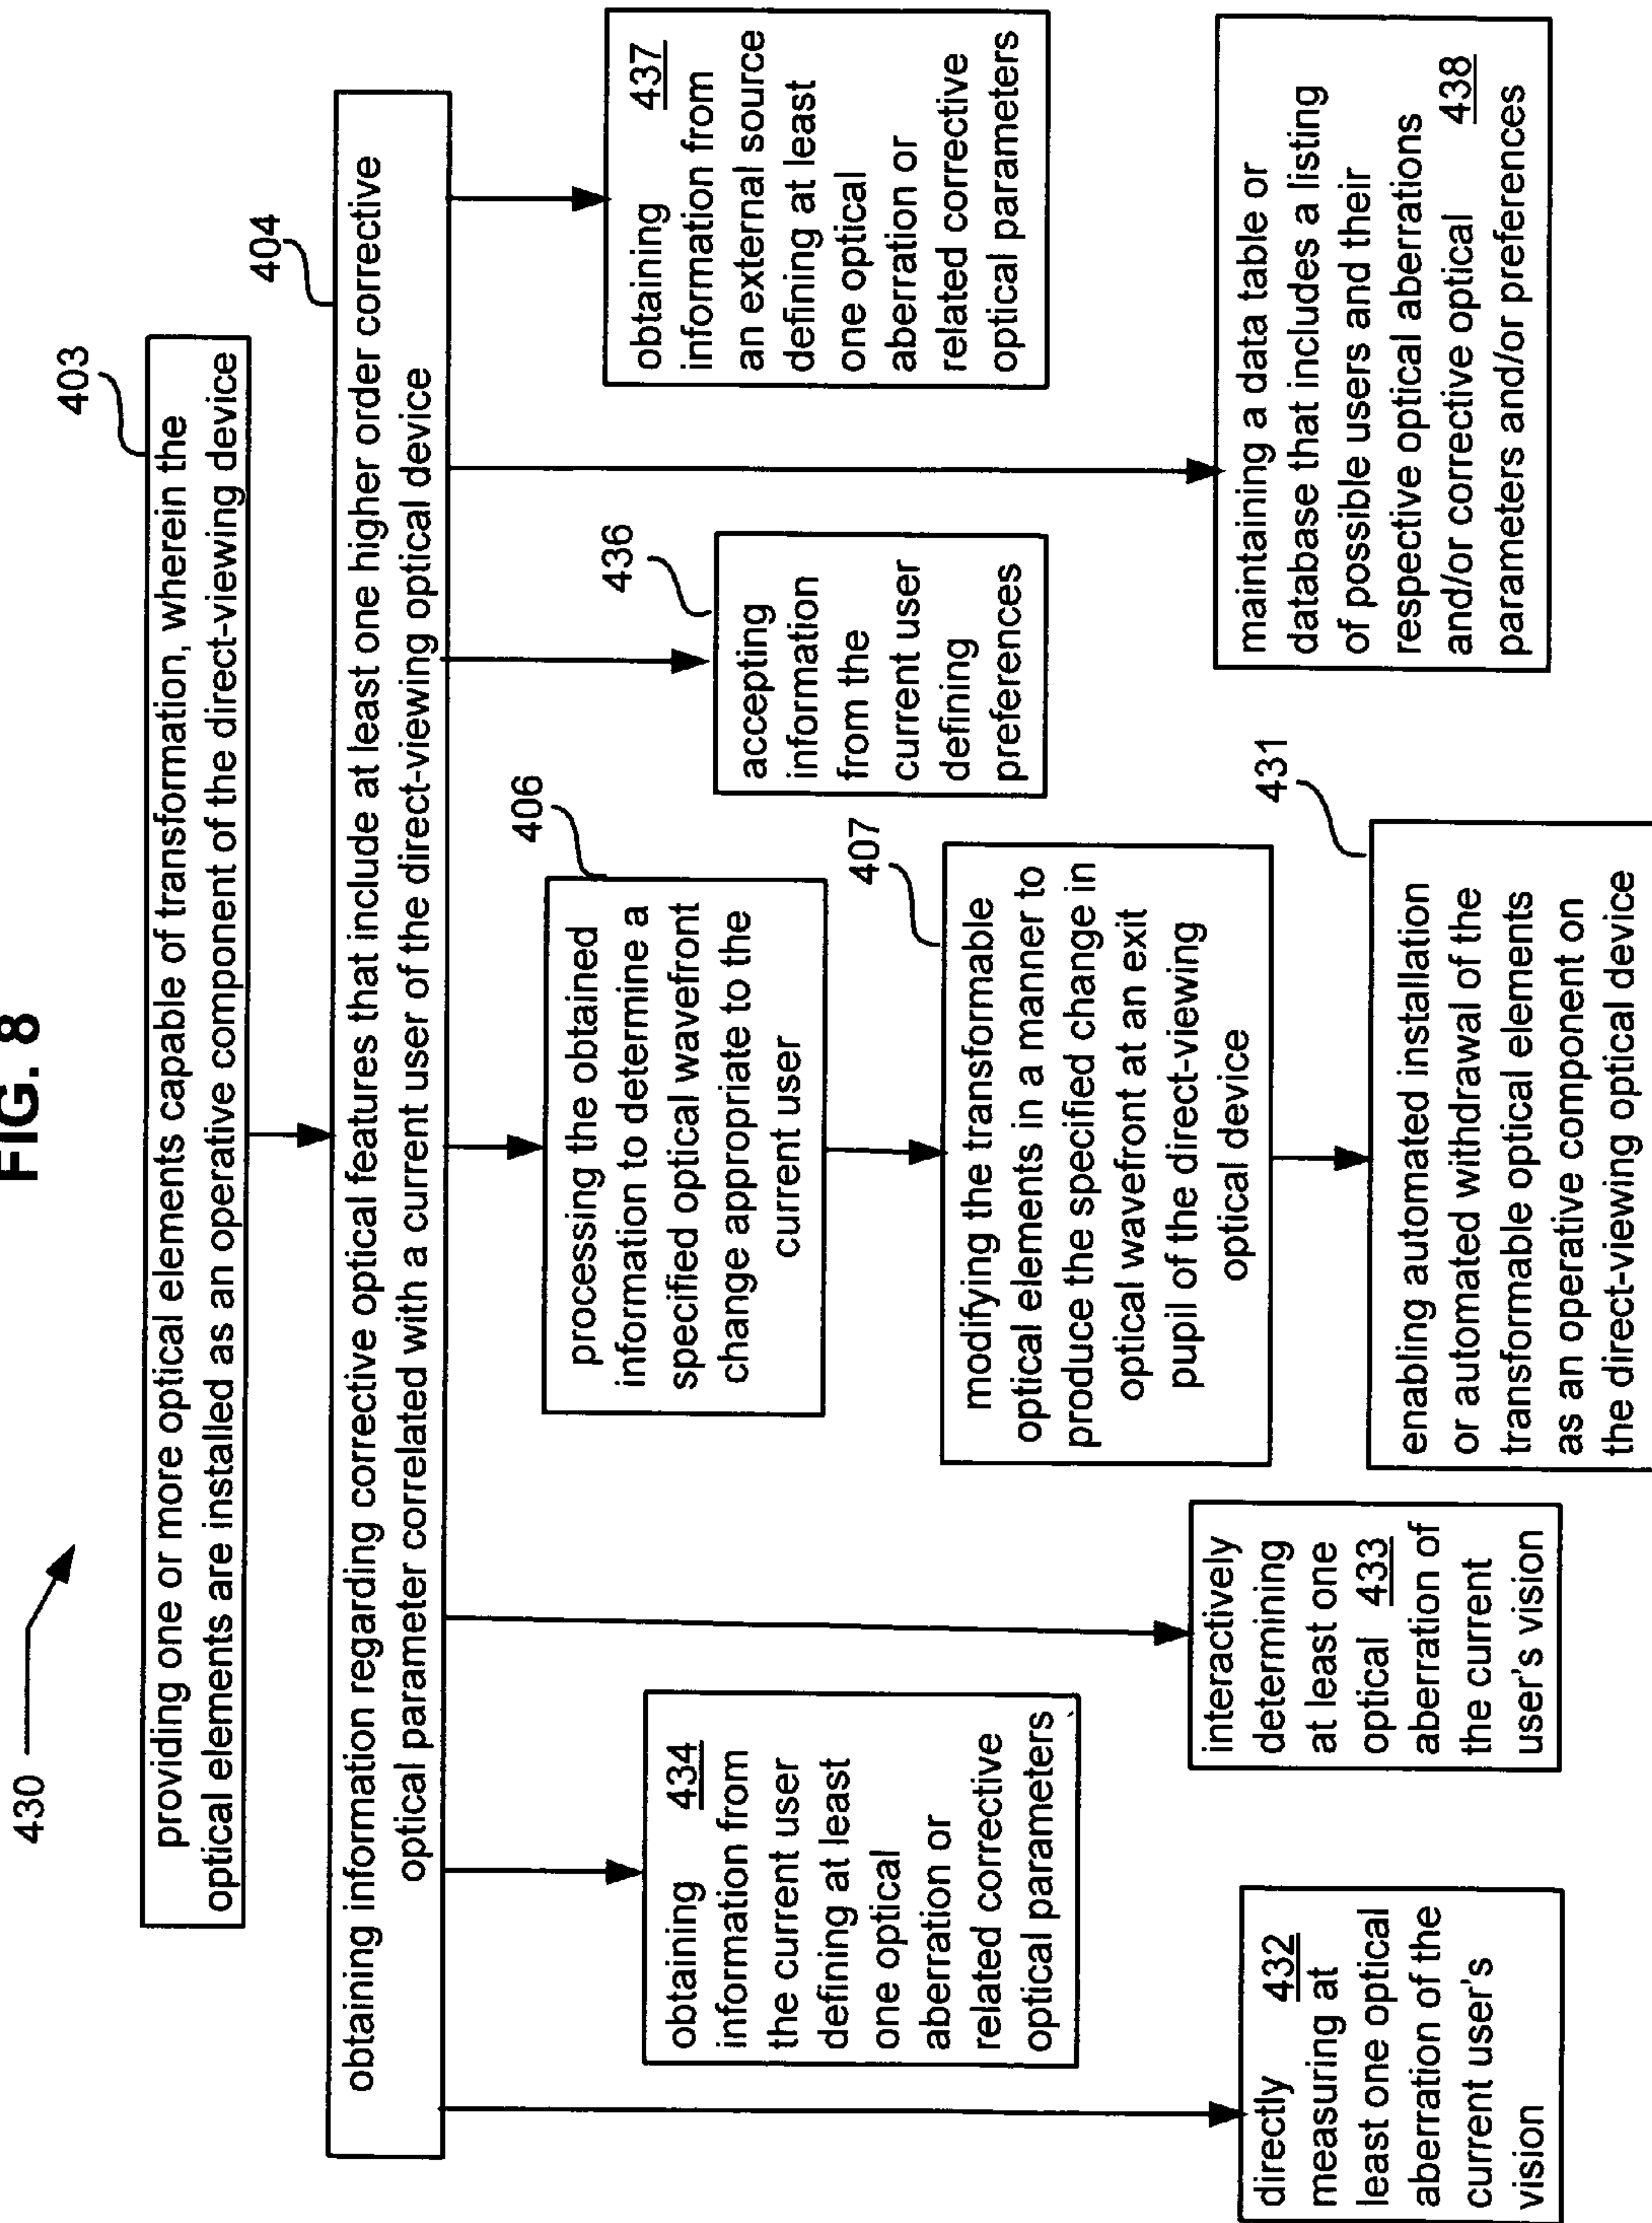 FIG. 8
430
403
providing one or more optical elements capable of transformation, wherein the
optical elements are installed as an operative component of the direct-viewing device
404
obtaining information regarding corrective optical features that include at least one higher order corrective
optical parameter correlated with a current user of the direct-viewing optical device
directly 432
measuring at
least one optical
aberration of the
current user's
vision
obtaining 434
information from
the current user
defining at least
one optical
aberration or
related corrective
optical parameters
interactively
determining
at least one
optical 433
aberration of
the current
user's vision
406
processing the obtained
information to determine a
specified optical wavefront
change appropriate to the
current user
407
modifying the transformable
optical elements in a manner to
produce the specified change in
optical wavefront at an exit
pupil of the direct-viewing
optical device
431
enabling automated installation
or automated withdrawal of the
transformable optical elements
as an operative component on
the direct-viewing optical device
436
accepting
information
from the
current user
defining
preferences
obtaining 437
information from
an external source
defining at least
one optical
aberration or
related corrective
optical parameters
maintaining a data table or
database that includes a listing
of possible users and their
respective optical aberrations
and/or corrective optical 438
parameters and/or preferences